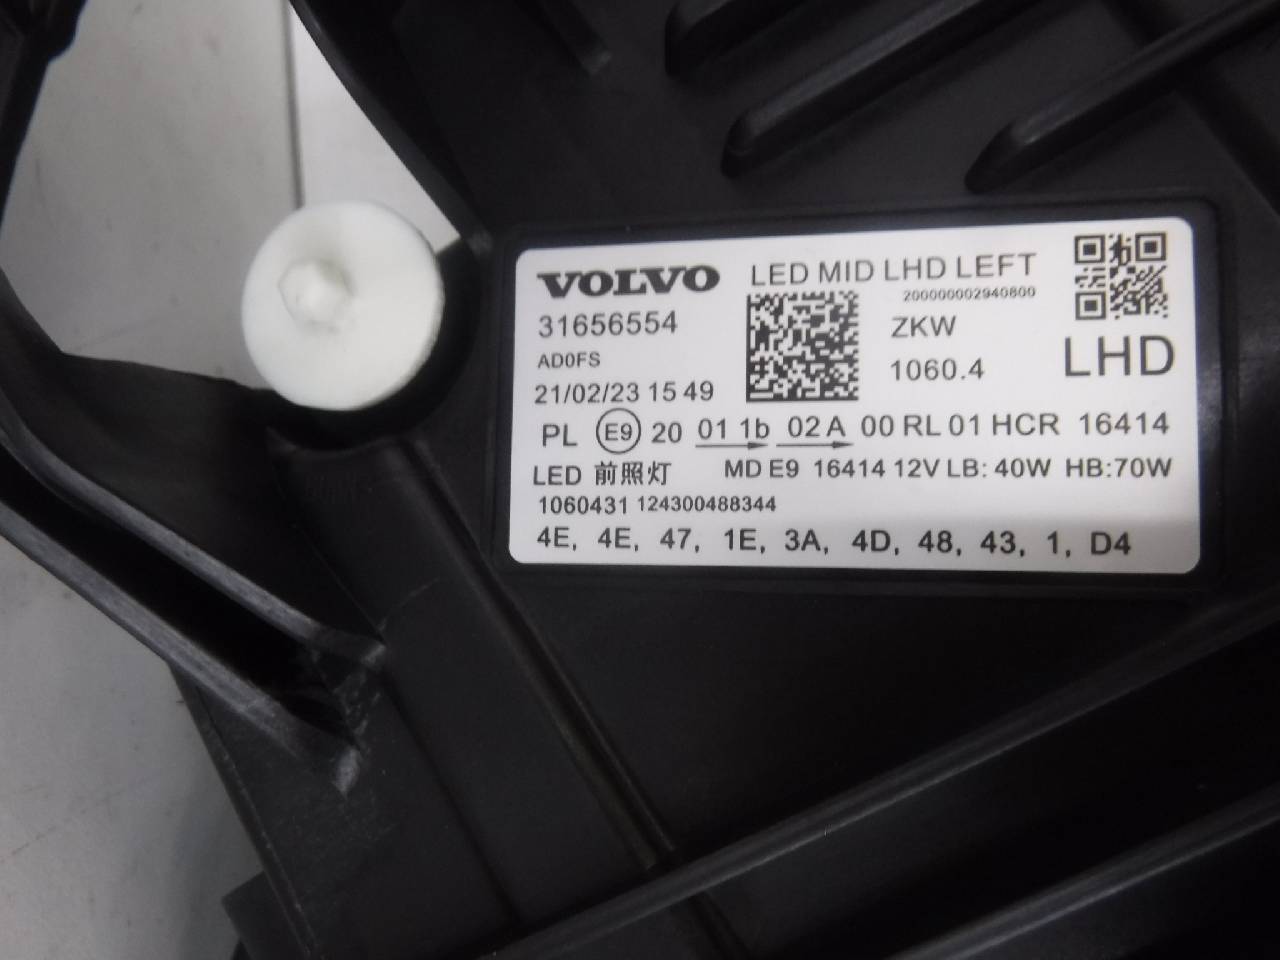 VOLVO LED MID LHD LEFT
200000002940800
31656554 ZKW
AD0FS 1060.4 LHD
21/02/23 15 49
PL E9 20 01 1b 02 A 00 RL 01 HCR 16414
LED 前照灯 MD E9 16414 12V LB: 40W HB:70W
1060431 124300488344
4E, 4E, 47, 1E, 3A, 4D, 48, 43, 1, D4